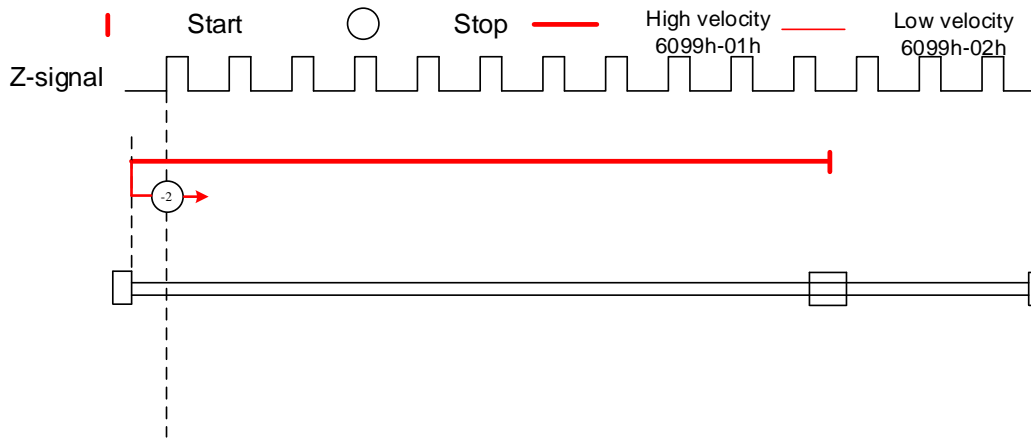 Start
Stop
High velocity
6099h-01h
Low velocity
6099h-02h
Z-signal
-2